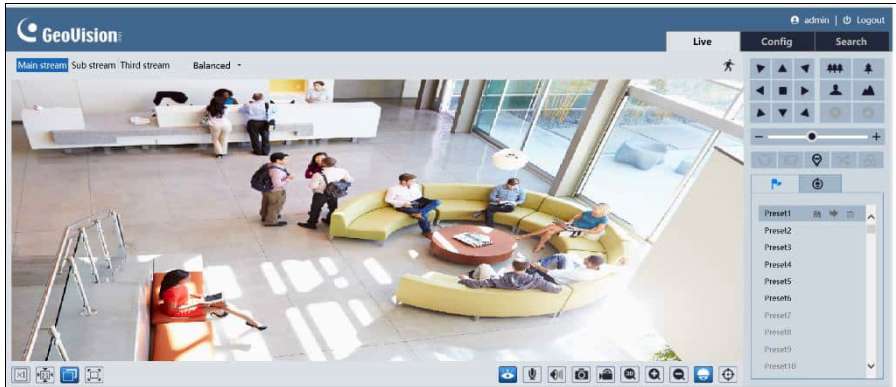 admin | Logout
GeoVision
Live Config Search
Main stream Sub stream Third stream Balanced
Preset1
Preset2
Preset3
Preset4
Preset5
Preset6
Preset7
Preset8
Preset9
Preset10
3D